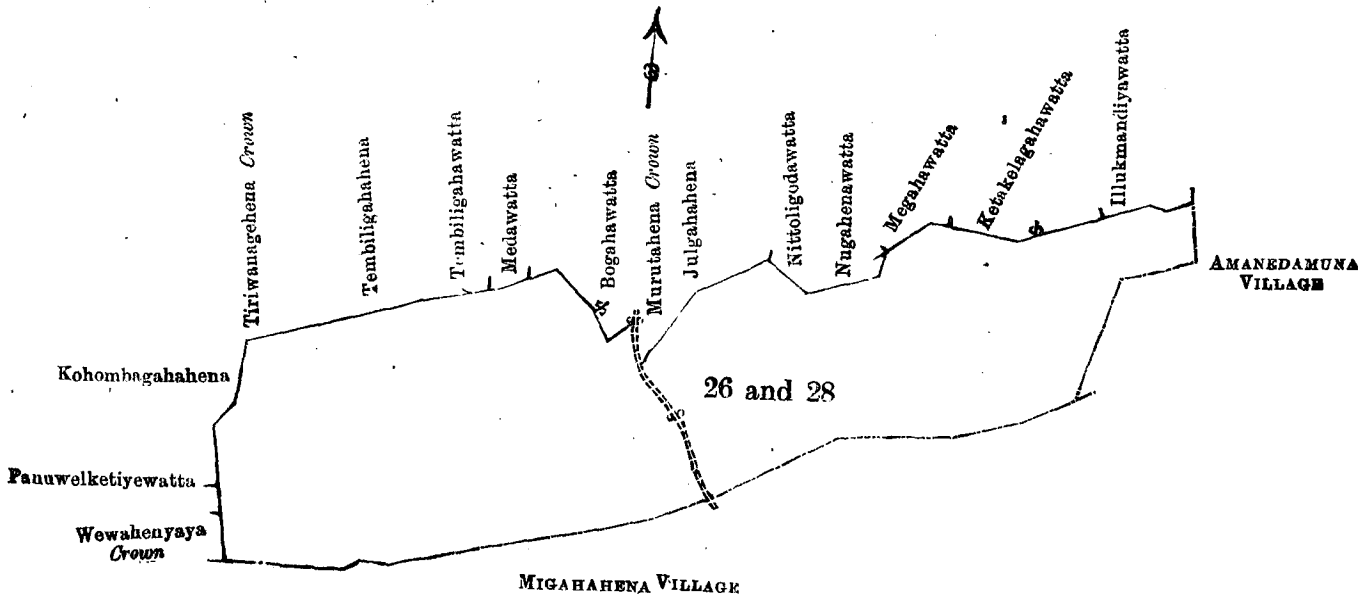 Tiriwanagehena Crown
Tembiligahahena
Tembiligahawatta
Medawatta
Bogahawatta
Murutahena Crown
Julgahahena
Nittoligodawatta
Nugahenawatta
Megahawatta
Ketakelagahawatta
Illukmandiyawatta
AMANEDAMUNA
VILLAGE
Kohombagahahena
26 and 28
Panuwelketiyewatta
Wewahenyaya
Crown
MIGAHAHENA VILLAGE